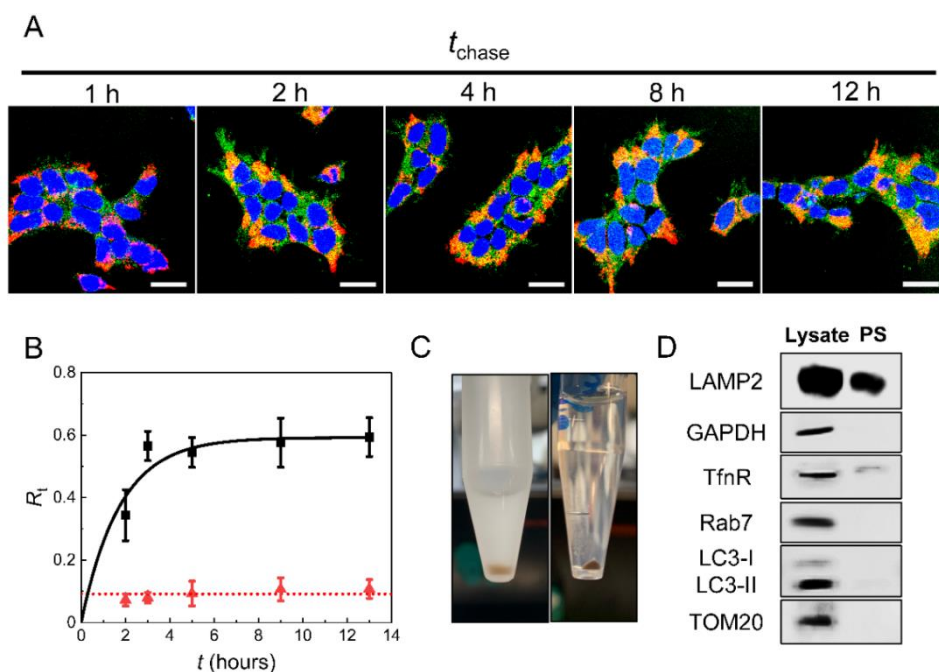 A
tchase
1 h 2 h 4 h 8 h 12 h
B
0.8
0.6
0.4
0.2
0
Rt
0 2 4 6 8 10 12 14
t (hours)
C
D
Lysate PS
LAMP2
GAPDH
TfnR
Rab7
LC3-I
LC3-II
TOM20